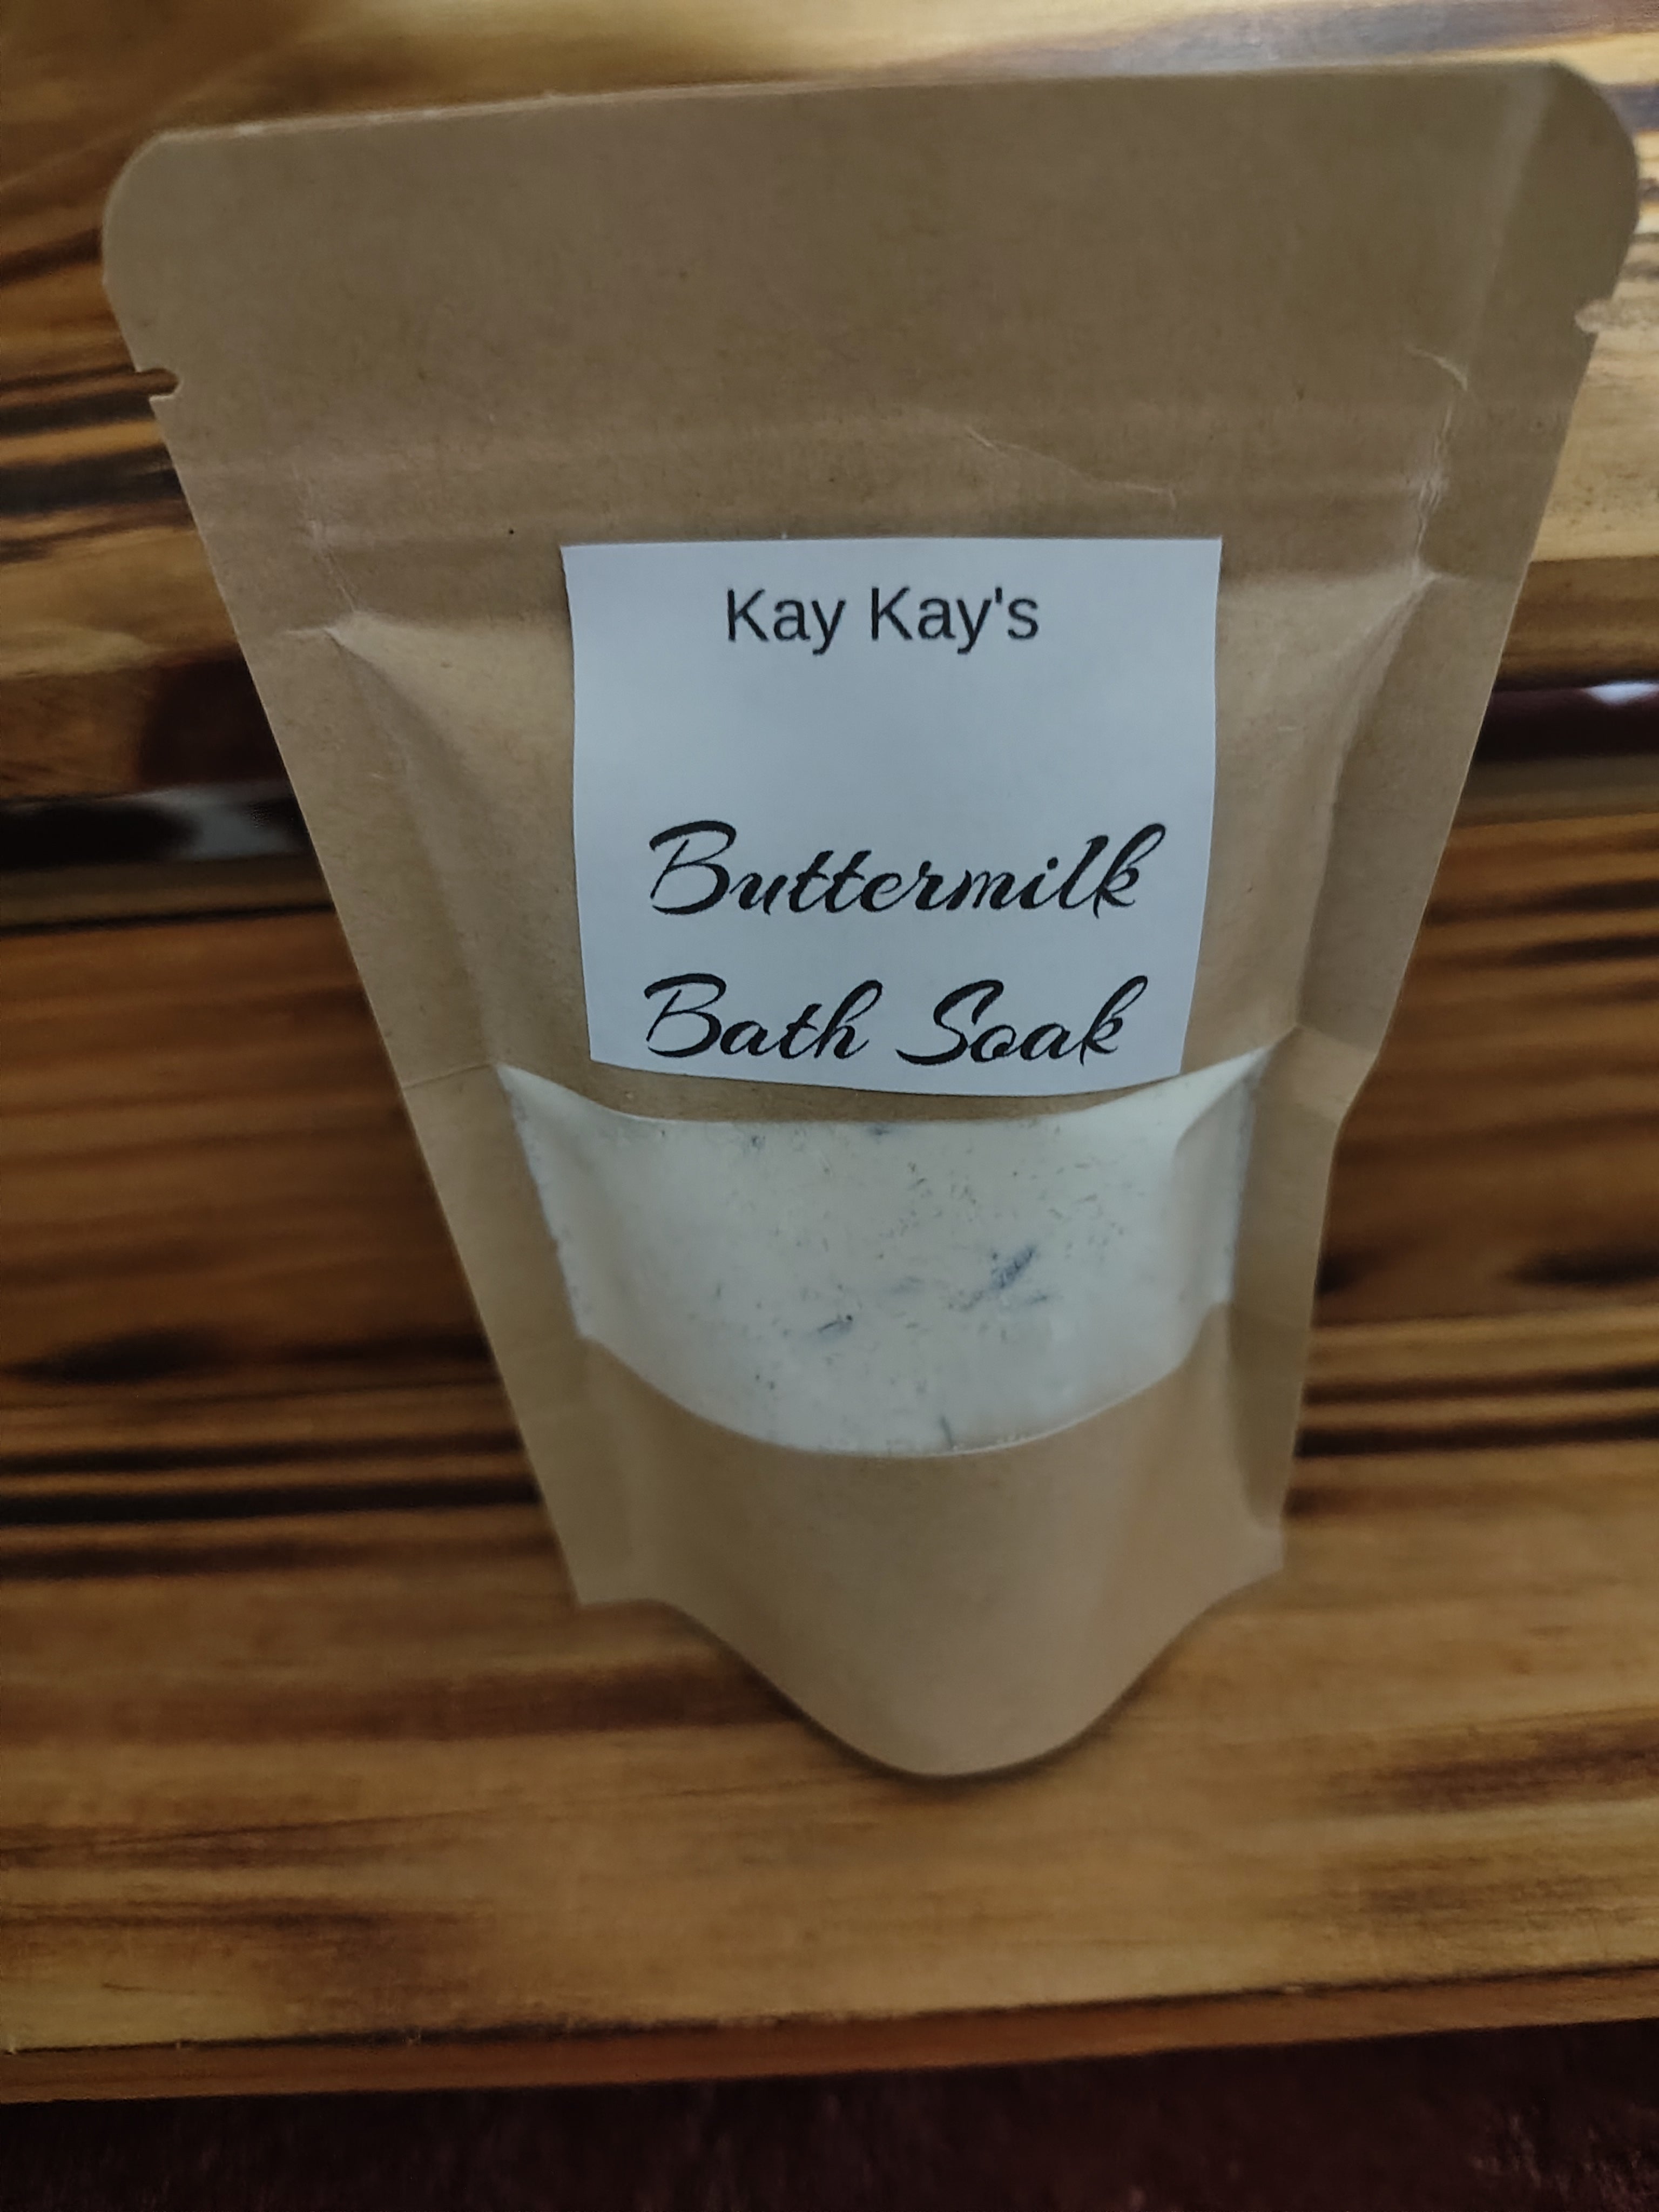 Kay Kay's
Buttermilk
Bath Soak